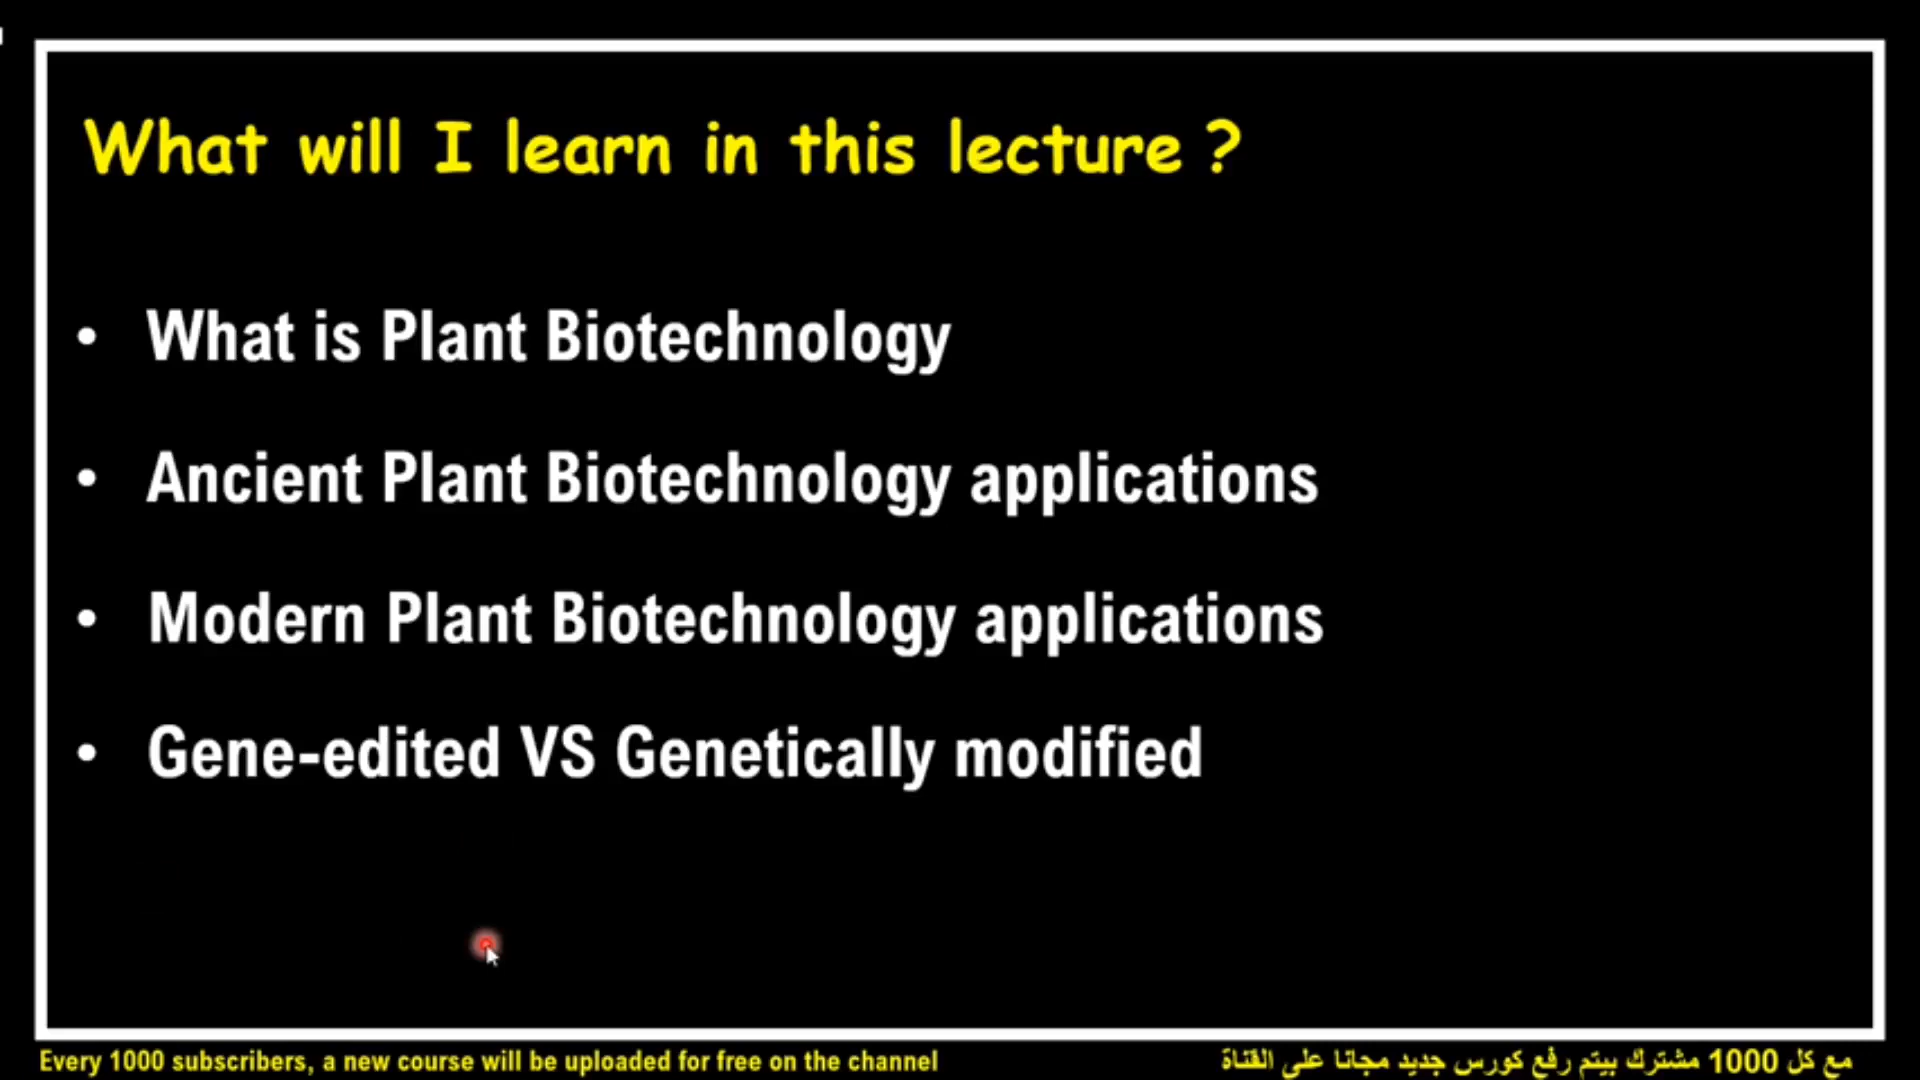 What will I learn in this lecture ?
• What is Plant Biotechnology
• Ancient Plant Biotechnology applications
• Modern Plant Biotechnology applications
• Gene-edited VS Genetically modified
Every 1000 subscribers, a new course will be uploaded for free on the channel
مع كل 1000 مشترك بيتم رفع كورس جديد مجانا على القناة